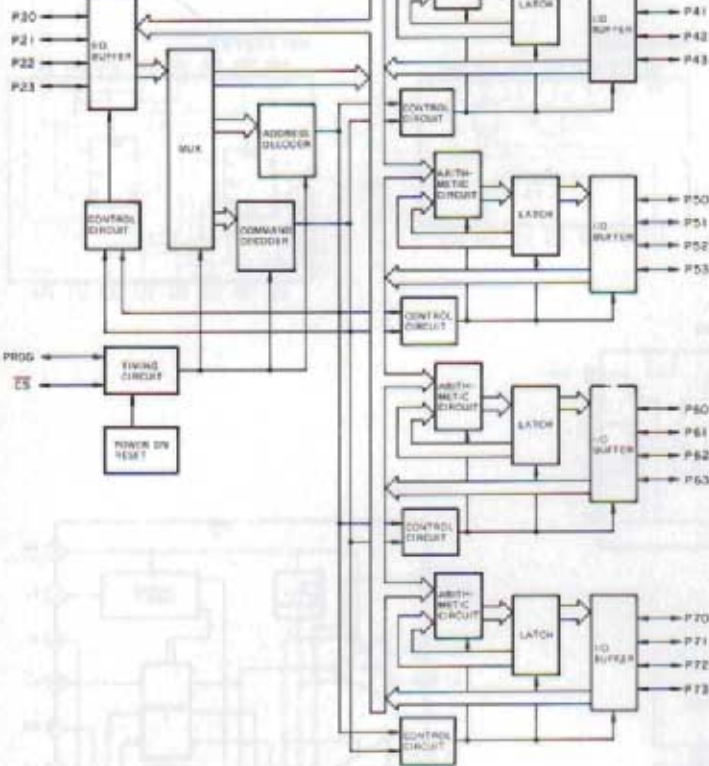 P30
P21
P22
P23
I/O
BUFFER
MUX
ADDRESS
DECODER
CONTROL
CIRCUIT
COMMAND
DECODER
PROG
CS
TIMING
CIRCUIT
POWER ON
RESET
LATCH
I/O
BUFFER
P41
P42
P43
CONTROL
CIRCUIT
ARITH-
METIC
CIRCUIT
LATCH
I/O
BUFFER
P50
P51
P52
P53
CONTROL
CIRCUIT
ARITH-
METIC
CIRCUIT
LATCH
I/O
BUFFER
P60
P61
P62
P63
CONTROL
CIRCUIT
ARITH-
METIC
CIRCUIT
LATCH
I/O
BUFFER
P70
P71
P72
P73
CONTROL
CIRCUIT